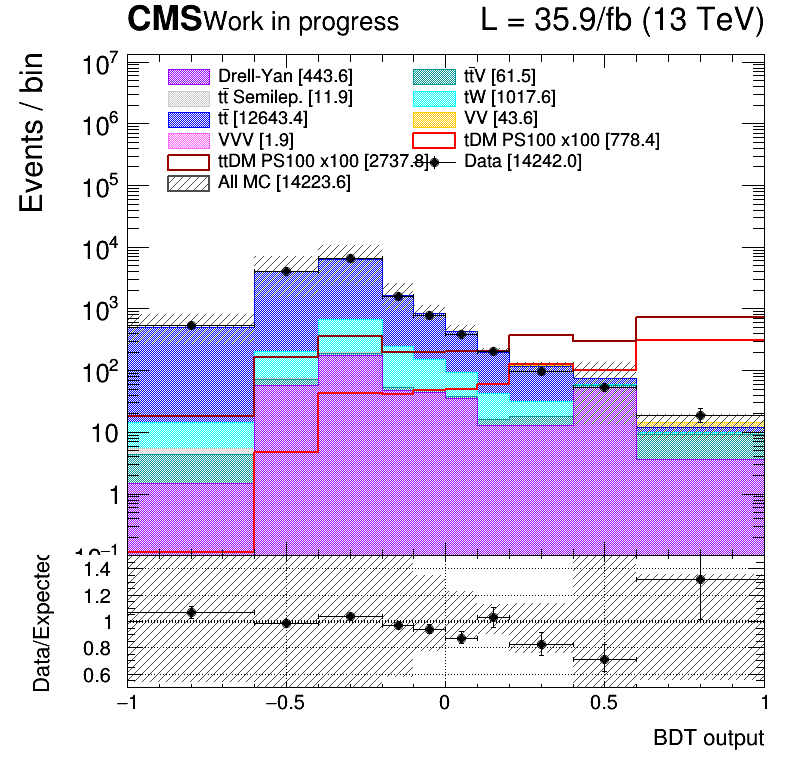 CMS Work in progress L = 35.9/fb (13 TeV)
Events / bin
10⁷
10⁶
10⁵
10⁴
10³
10²
10
1
10⁻¹
Drell-Yan [443.6] tt̄V [61.5]
tt̄ Semilep. [11.9] tW [1017.6]
tt̄ [12643.4] VV [43.6]
VVV [1.9] tDM PS100 x100 [778.4]
ttDM PS100 x100 [2737.8] Data [14242.0]
All MC [14223.6]
Data/Expected
1.4
1.2
1
0.8
0.6
−1 −0.5 0 0.5 1
BDT output